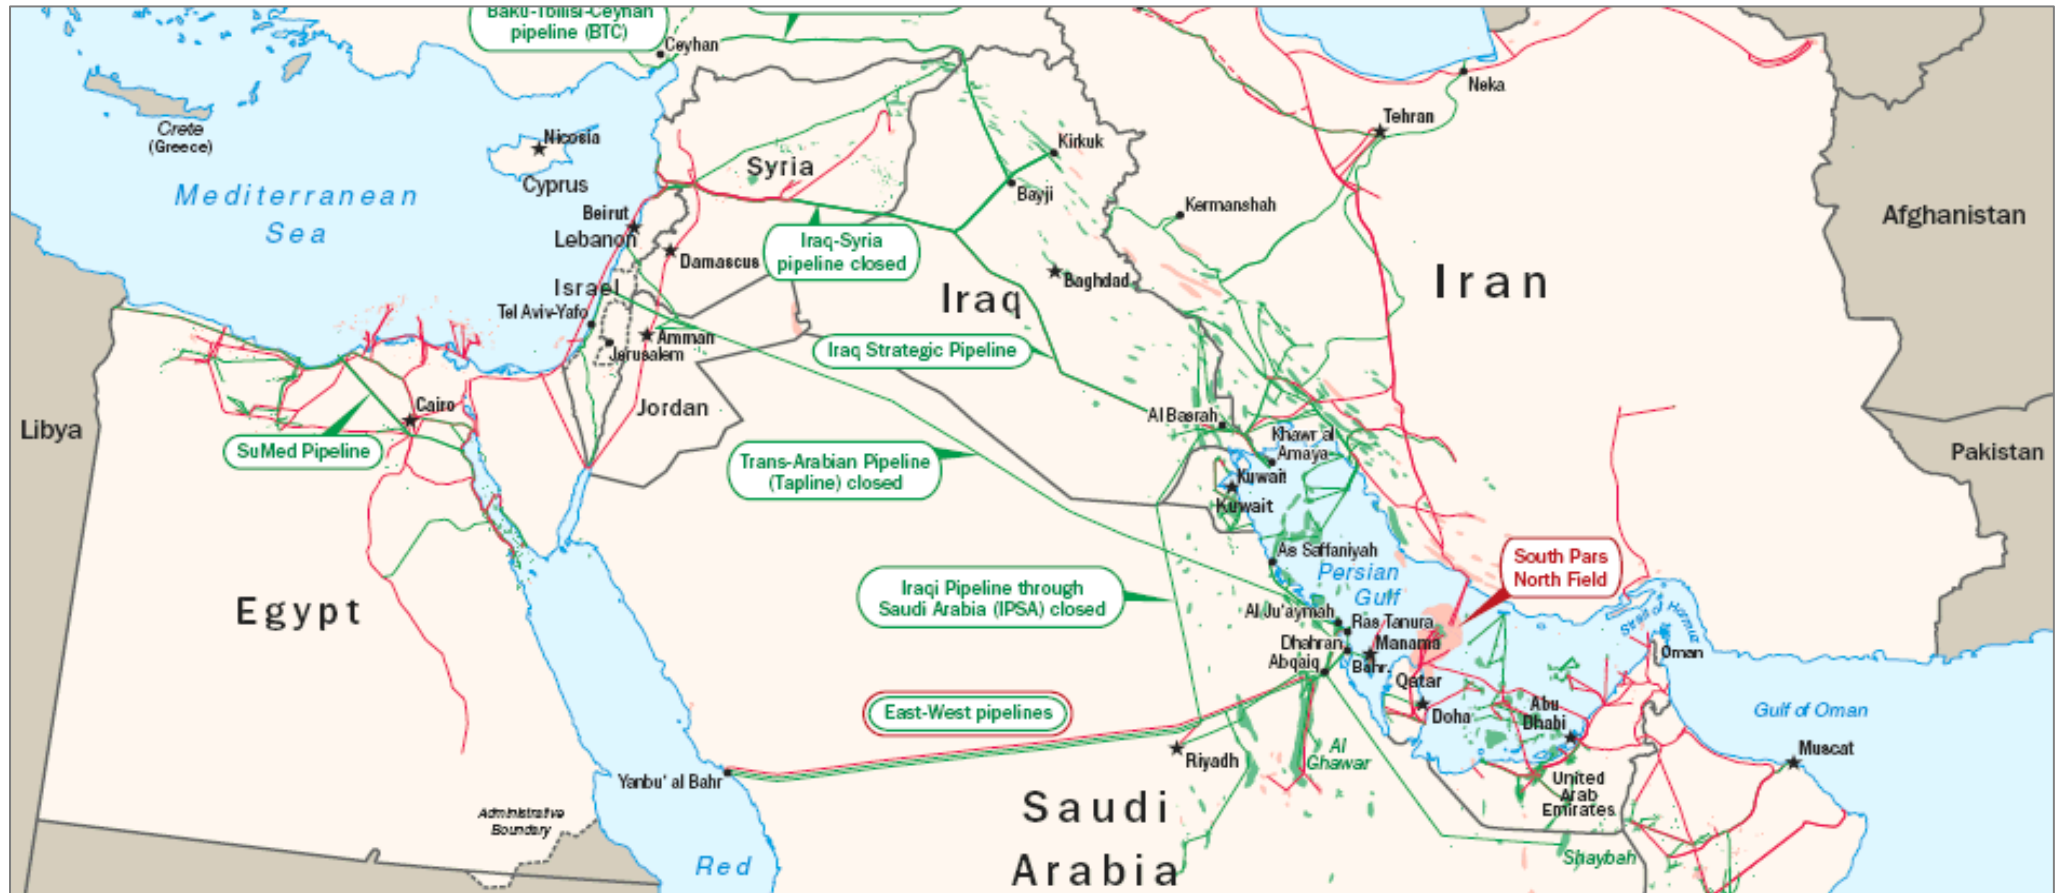 Baku-Tbilisi-Ceyhan
pipeline (BTC)
Ceyhan
Neka
Tehran
Crete
(Greece)
Nicosia
Cyprus
Mediterranean
Sea
Syria
Kirkuk
Bayji
Kermanshah
Afghanistan
Beirut
Lebanon
Damascus
Iraq-Syria
pipeline closed
Baghdad
Iraq
Iran
Israel
Tel Aviv-Yafo
Amman
Jerusalem
Iraq Strategic Pipeline
Jordan
Libya
Cairo
SuMed Pipeline
Al Basrah
Khawr al
Amaya
Pakistan
Trans-Arabian Pipeline
(Tapline) closed
Kuwait
Kuwait
As Saffaniyah
Persian
Gulf
South Pars
North Field
Egypt
Iraqi Pipeline through
Saudi Arabia (IPSA) closed
Al Ju'aymah
Ras Tanura
Dhahran
Manama
Abqaiq
Bahr.
Oman
Qatar
Doha
Abu
Dhabi
Gulf of Oman
East-West pipelines
Riyadh
Al
Ghawar
Muscat
Yanbu' al Bahr
United
Arab
Emirates
Saudi
Arabia
Administrative
Boundary
Shaybah
Red